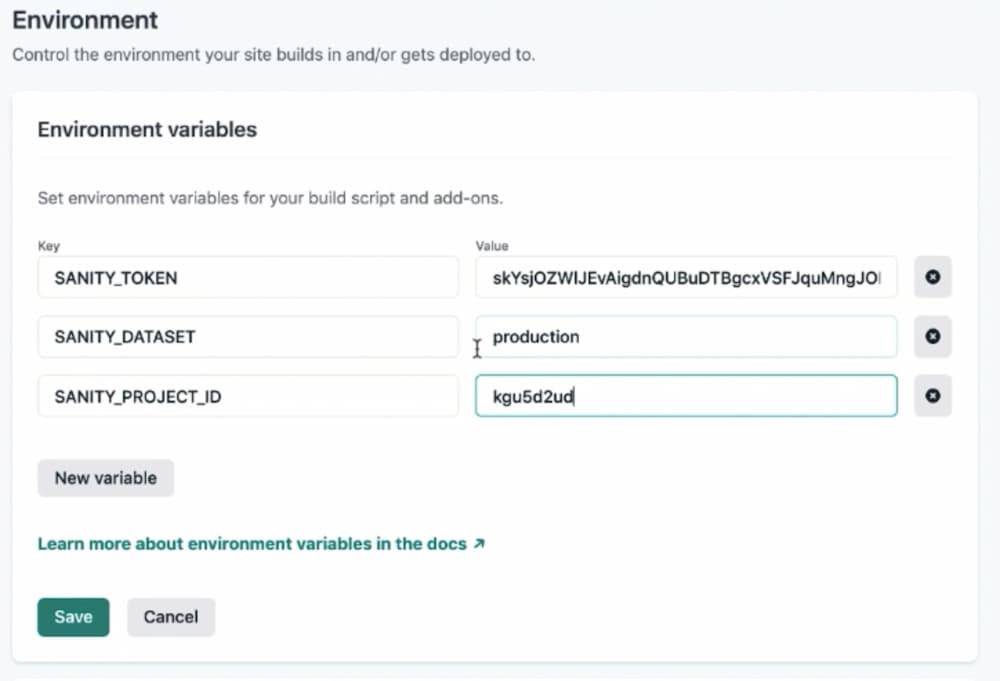 Environment
Control the environment your site builds in and/or gets deployed to.
Environment variables
Set environment variables for your build script and add-ons.
Key Value
SANITY_TOKEN
SANITY_DATASET production
SANITY_PROJECT_ID kgu5d2ud
New variable
Learn more about environment variables in the docs ↗
Save Cancel